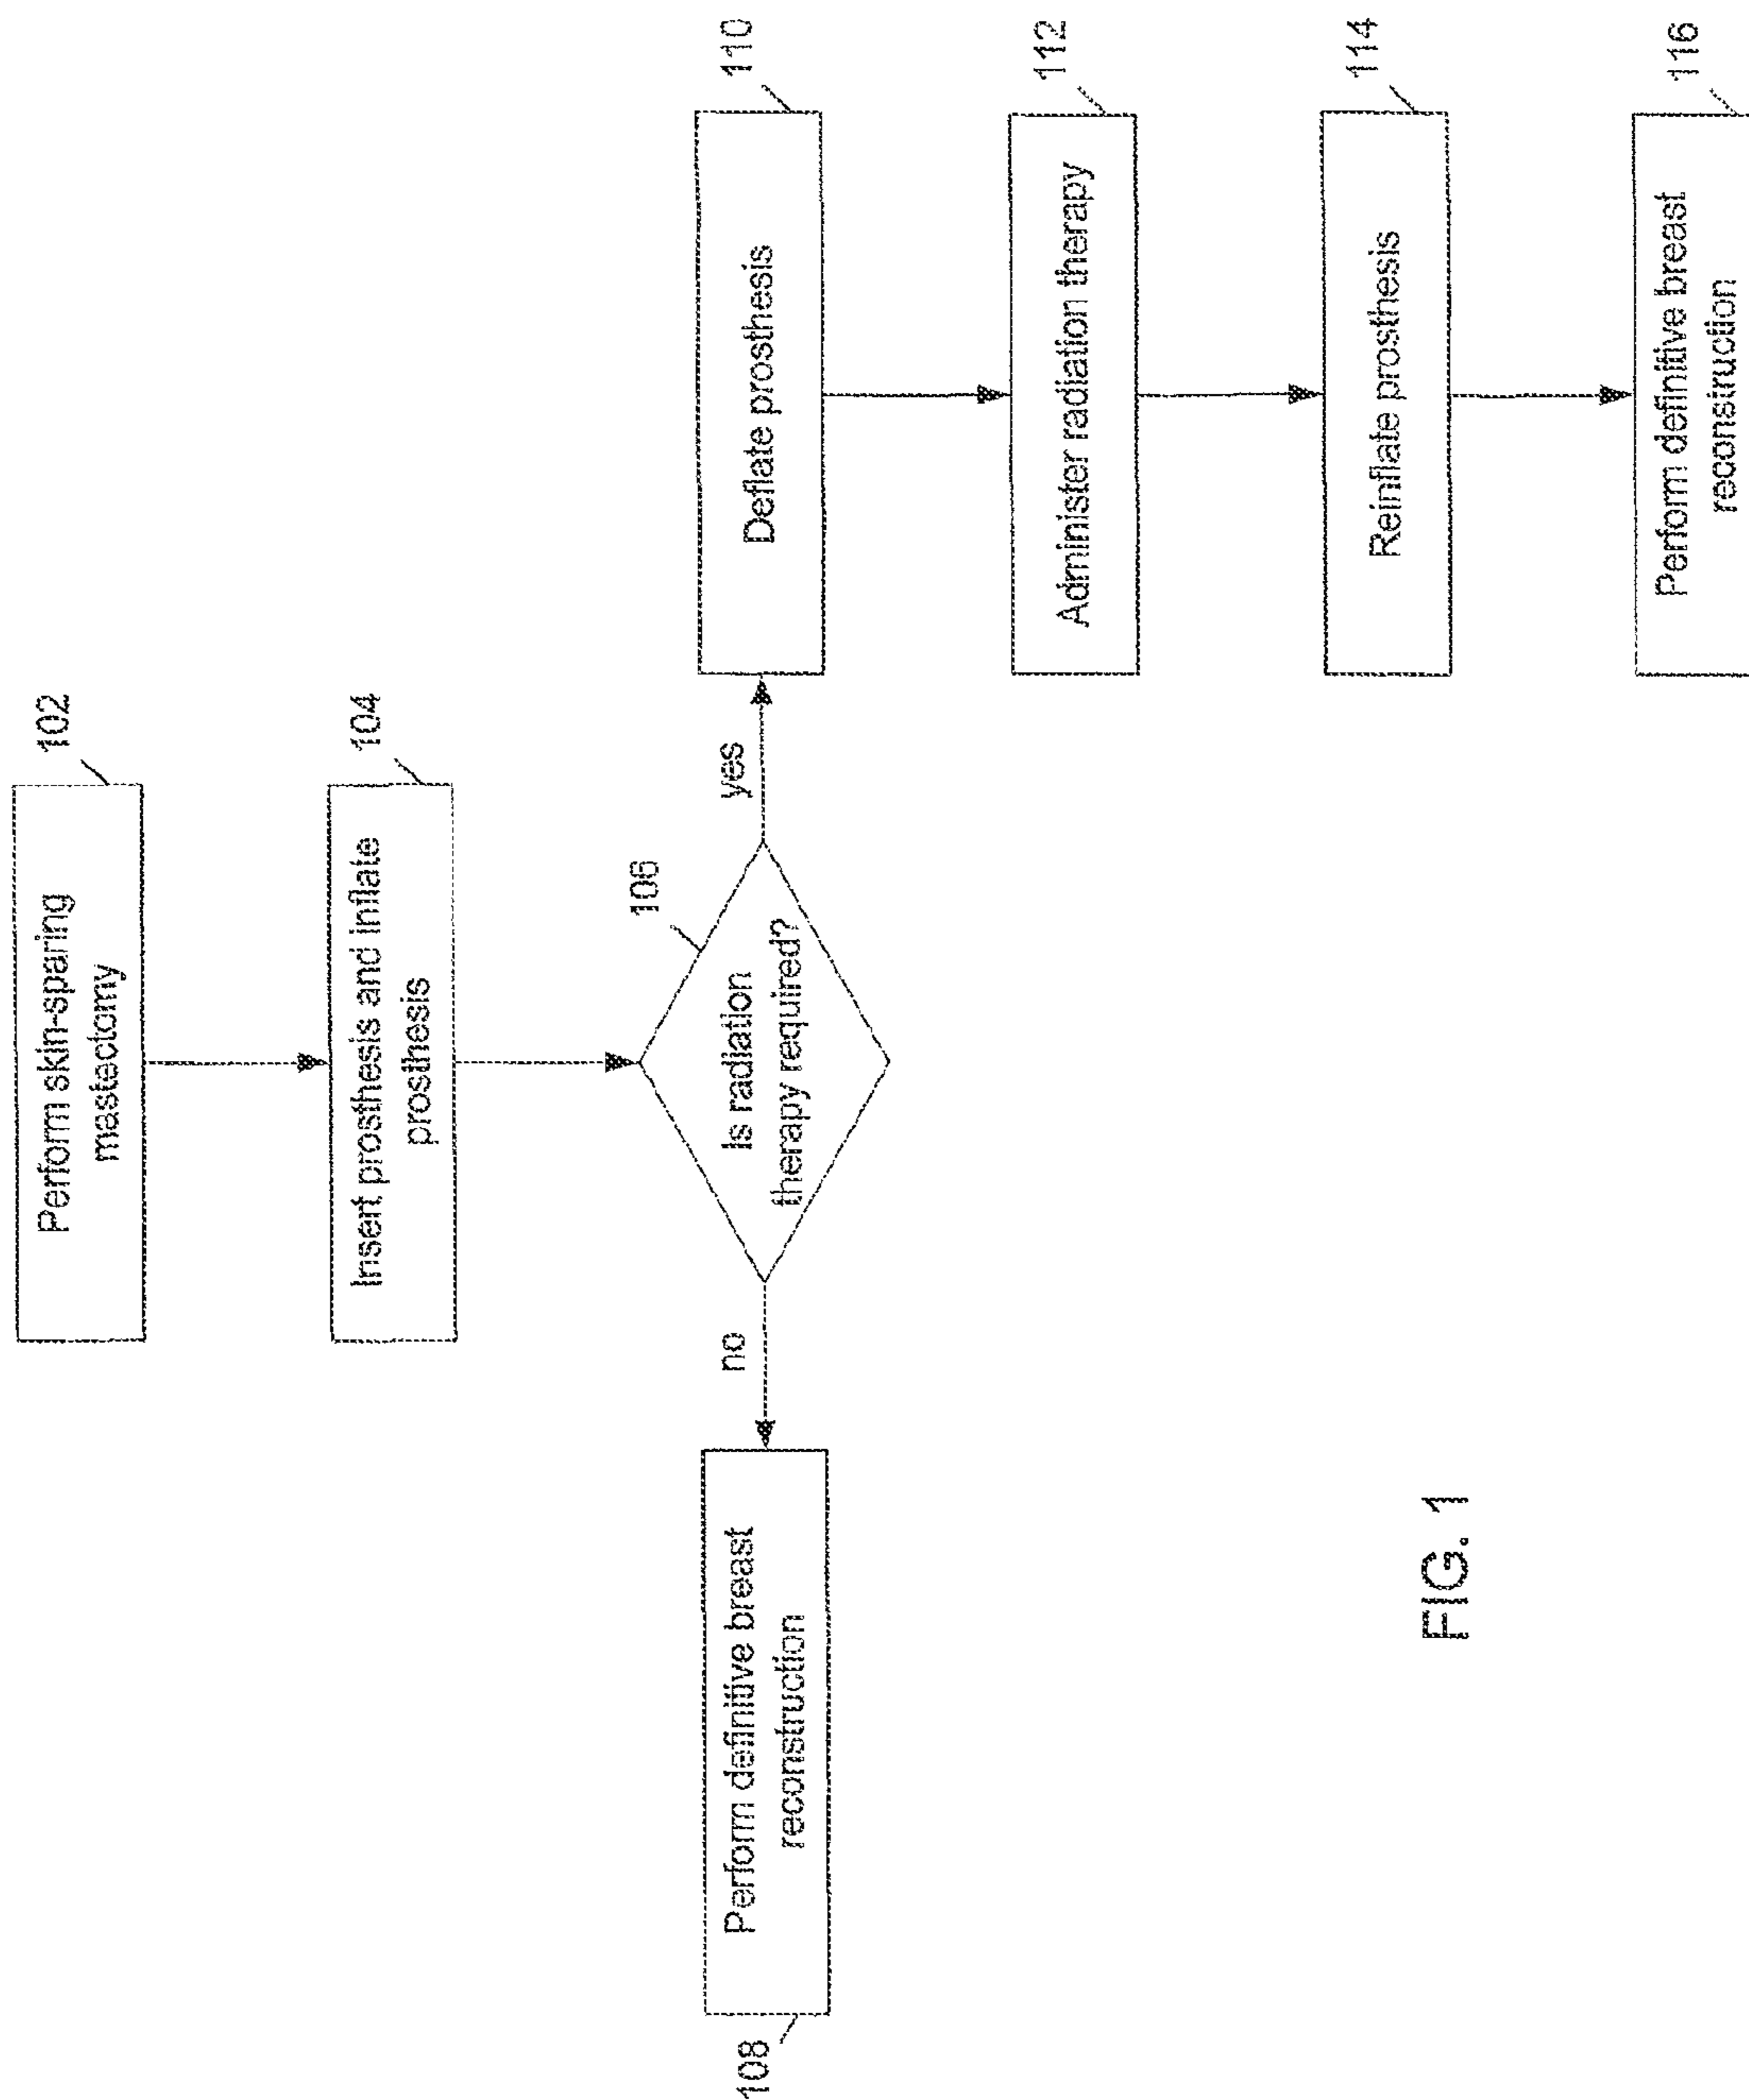 102
Perform skin-sparing
mastectomy
104
Insert prosthesis and inflate
prosthesis
106
Is radiation
therapy required?
no
yes
108
Perform definitive breast
reconstruction
110
Deflate prosthesis
112
Administer radiation therapy
114
Reinflate prosthesis
116
Perform definitive breast
reconstruction
FIG. 1